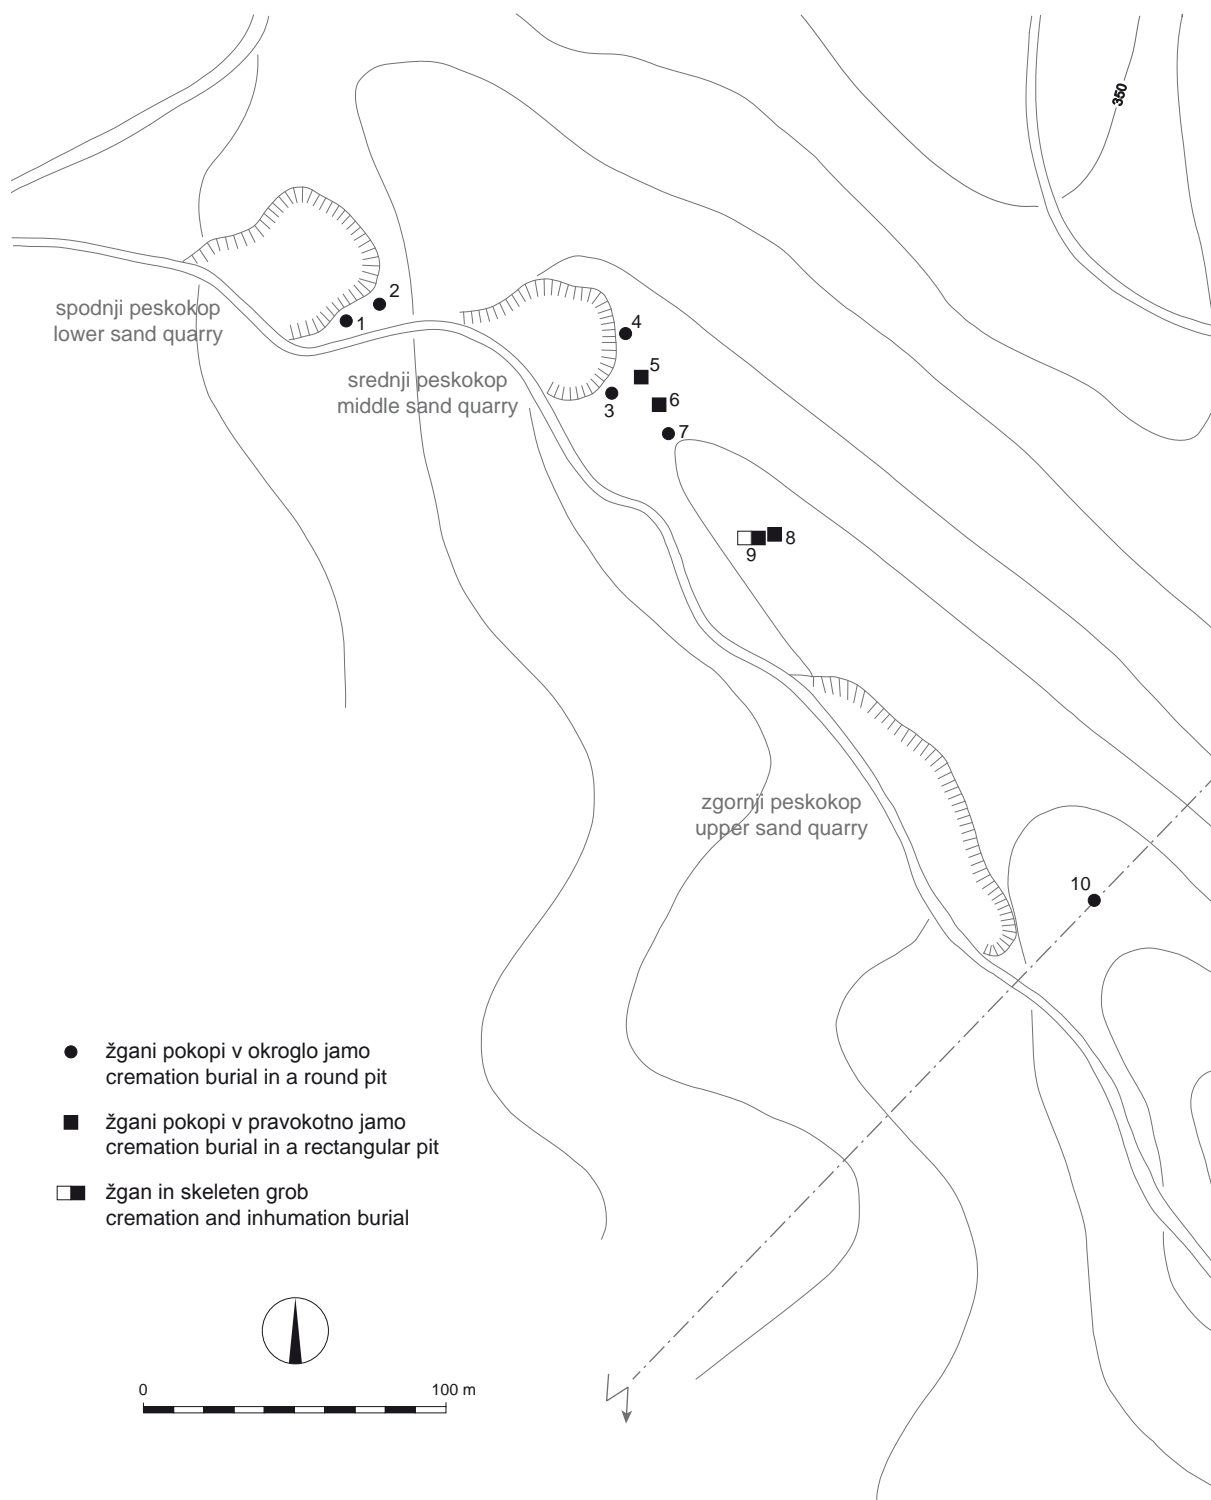 350
2
spodnji peskokop
lower sand quarry
1
4
5
srednji peskokop
middle sand quarry
3
6
7
8
9
zgornji peskokop
upper sand quarry
10
žgani pokopi v okroglo jamo
cremation burial in a round pit
žgani pokopi v pravokotno jamo
cremation burial in a rectangular pit
žgan in skeleten grob
cremation and inhumation burial
0
100 m